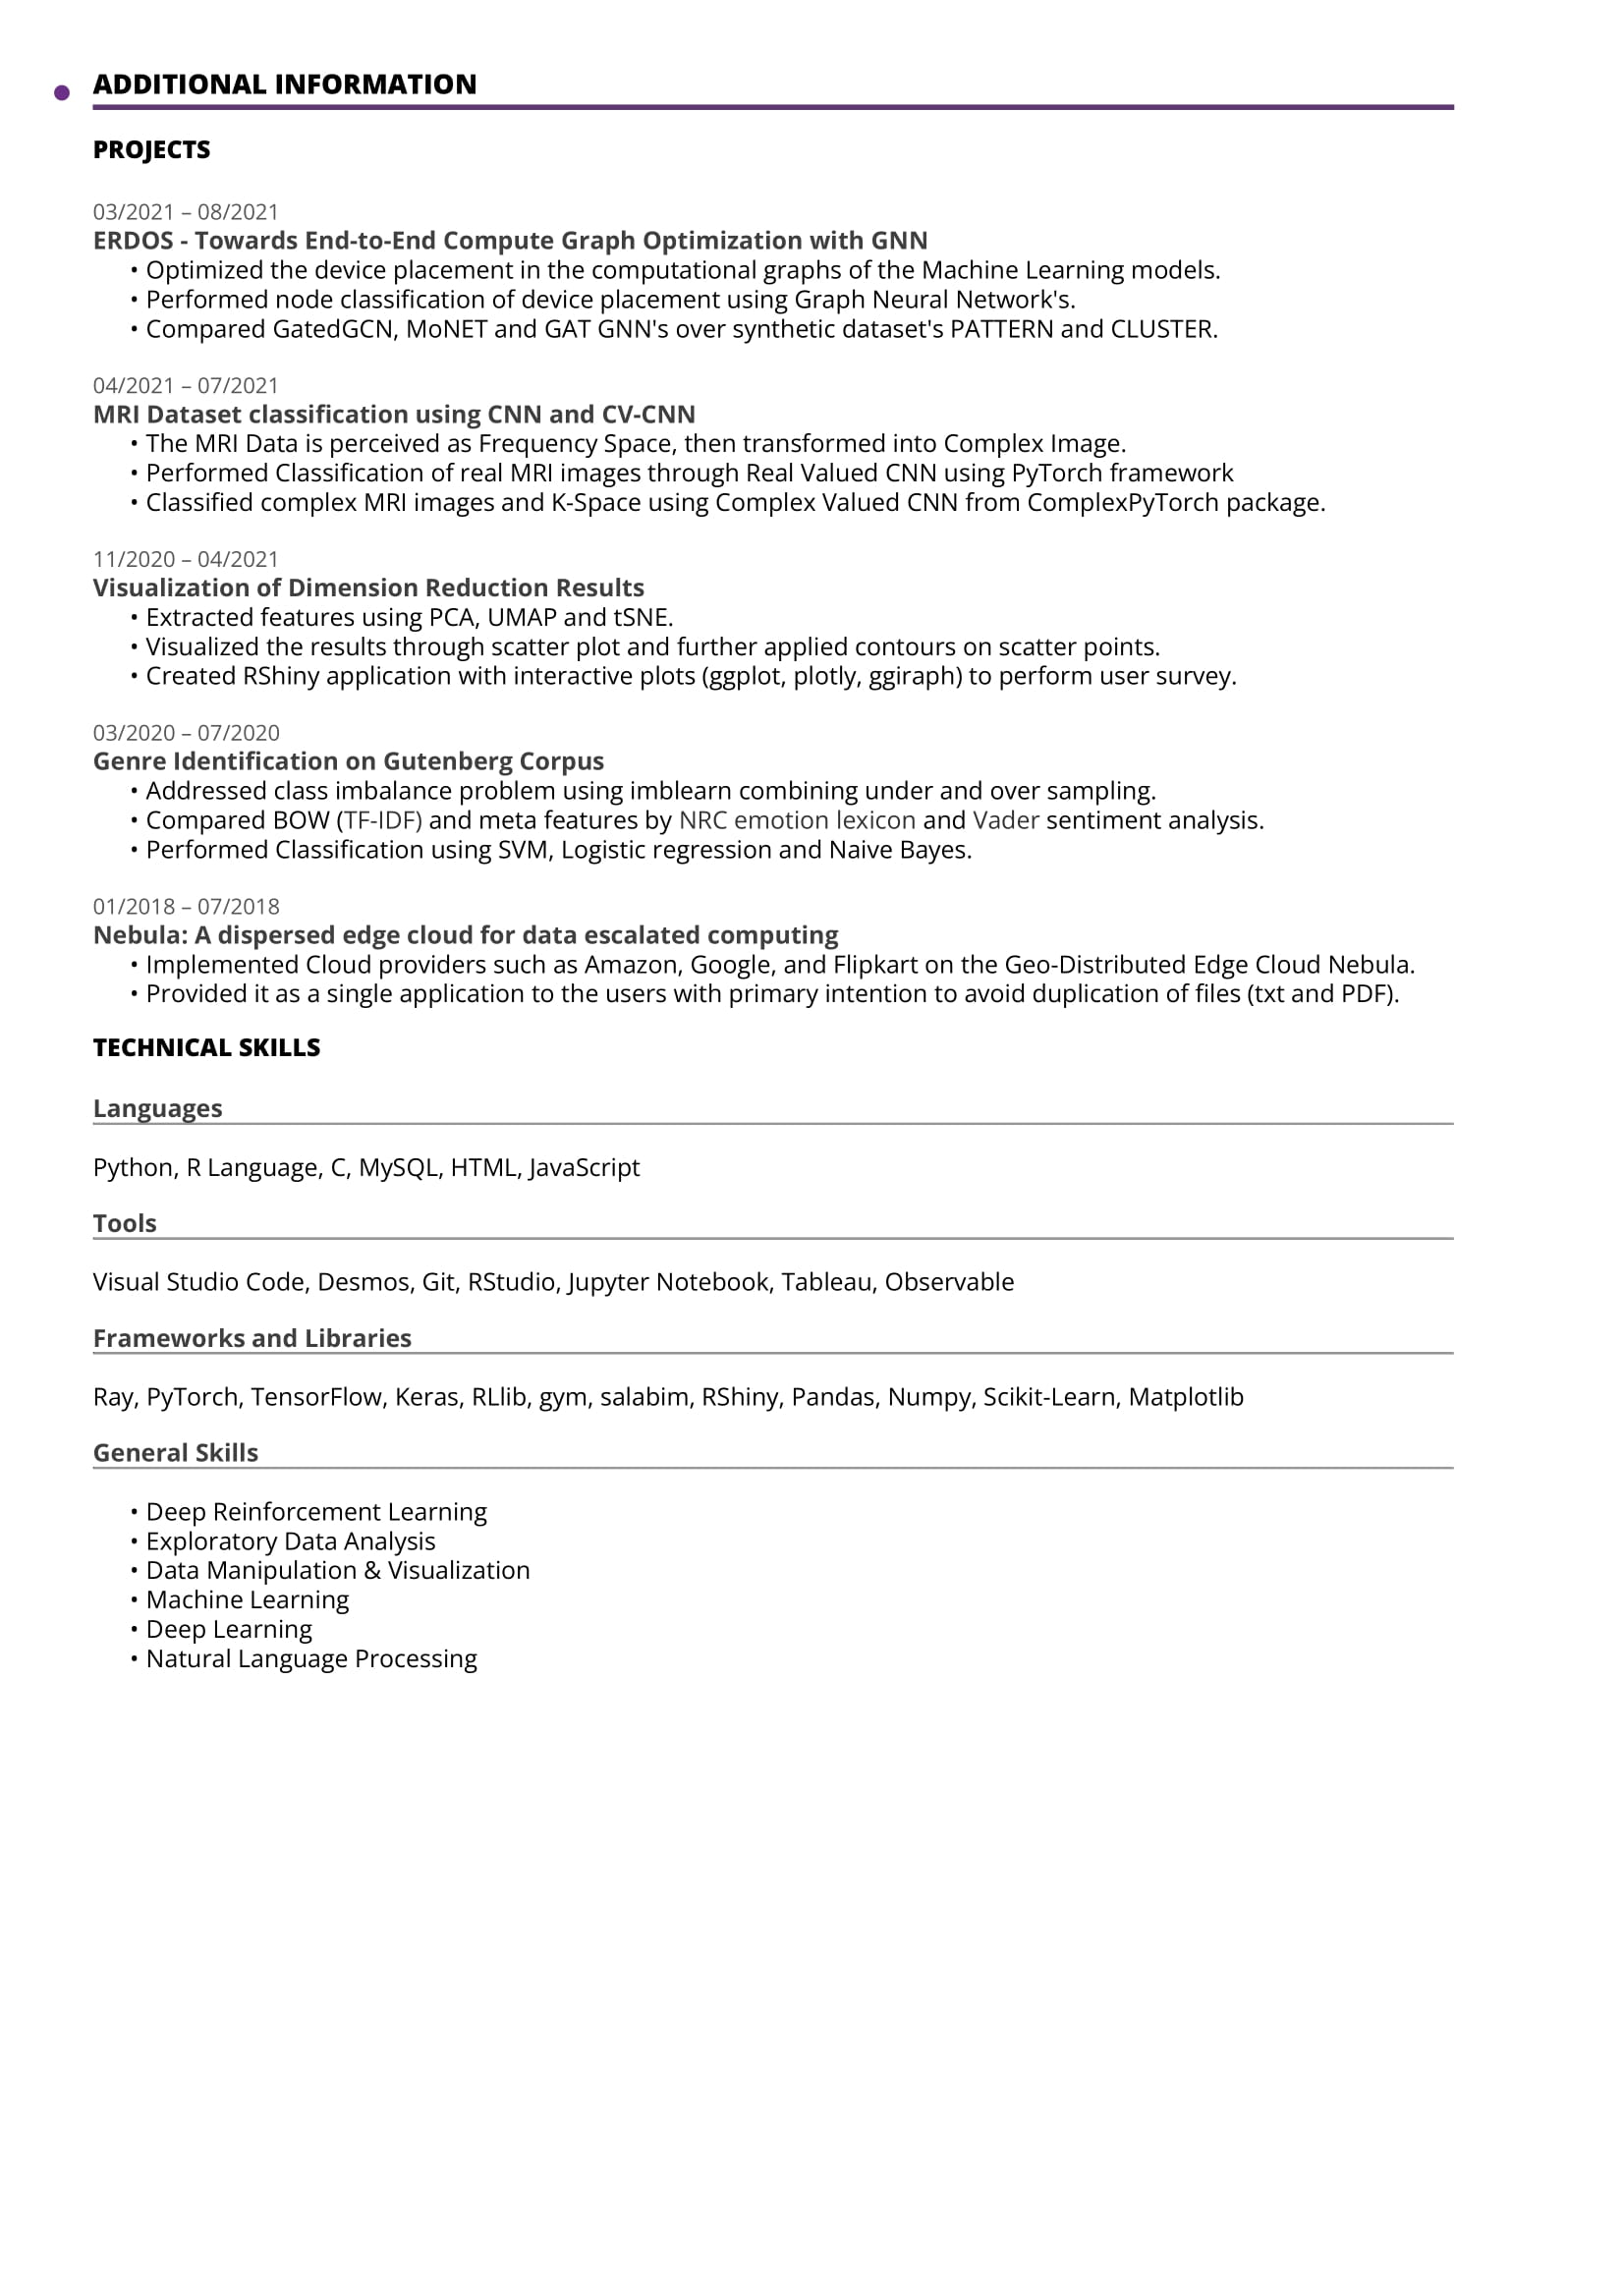 ADDITIONAL INFORMATION
PROJECTS
03/2021 – 08/2021
ERDOS - Towards End-to-End Compute Graph Optimization with GNN
• Optimized the device placement in the computational graphs of the Machine Learning models.
• Performed node classification of device placement using Graph Neural Network's.
• Compared GatedGCN, MoNET and GAT GNN's over synthetic dataset's PATTERN and CLUSTER.
04/2021 – 07/2021
MRI Dataset classification using CNN and CV-CNN
• The MRI Data is perceived as Frequency Space, then transformed into Complex Image.
• Performed Classification of real MRI images through Real Valued CNN using PyTorch framework
• Classified complex MRI images and K-Space using Complex Valued CNN from ComplexPyTorch package.
11/2020 – 04/2021
Visualization of Dimension Reduction Results
• Extracted features using PCA, UMAP and tSNE.
• Visualized the results through scatter plot and further applied contours on scatter points.
• Created RShiny application with interactive plots (ggplot, plotly, ggiraph) to perform user survey.
03/2020 – 07/2020
Genre Identification on Gutenberg Corpus
• Addressed class imbalance problem using imblearn combining under and over sampling.
• Compared BOW (TF-IDF) and meta features by NRC emotion lexicon and Vader sentiment analysis.
• Performed Classification using SVM, Logistic regression and Naive Bayes.
01/2018 – 07/2018
Nebula: A dispersed edge cloud for data escalated computing
• Implemented Cloud providers such as Amazon, Google, and Flipkart on the Geo-Distributed Edge Cloud Nebula.
• Provided it as a single application to the users with primary intention to avoid duplication of files (txt and PDF).
TECHNICAL SKILLS
Languages
Python, R Language, C, MySQL, HTML, JavaScript
Tools
Visual Studio Code, Desmos, Git, RStudio, Jupyter Notebook, Tableau, Observable
Frameworks and Libraries
Ray, PyTorch, TensorFlow, Keras, RLlib, gym, salabim, RShiny, Pandas, Numpy, Scikit-Learn, Matplotlib
General Skills
• Deep Reinforcement Learning
• Exploratory Data Analysis
• Data Manipulation & Visualization
• Machine Learning
• Deep Learning
• Natural Language Processing